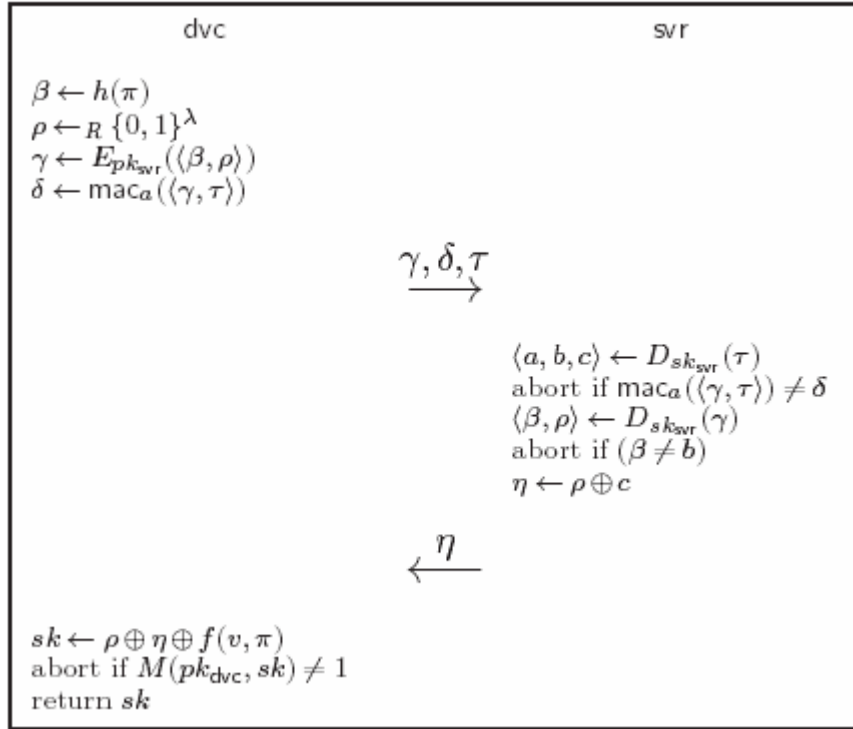 dvc svr
β ← h(π)
ρ ←R {0, 1}^λ
γ ← E_{pk_svr}(⟨β, ρ⟩)
δ ← mac_a(⟨γ, τ⟩)
γ, δ, τ
⟨a, b, c⟩ ← D_{sk_svr}(τ)
abort if mac_a(⟨γ, τ⟩) ≠ δ
⟨β, ρ⟩ ← D_{sk_svr}(γ)
abort if (β ≠ b)
η ← ρ ⊕ c
η
sk ← ρ ⊕ η ⊕ f(v, π)
abort if M(pk_dvc, sk) ≠ 1
return sk